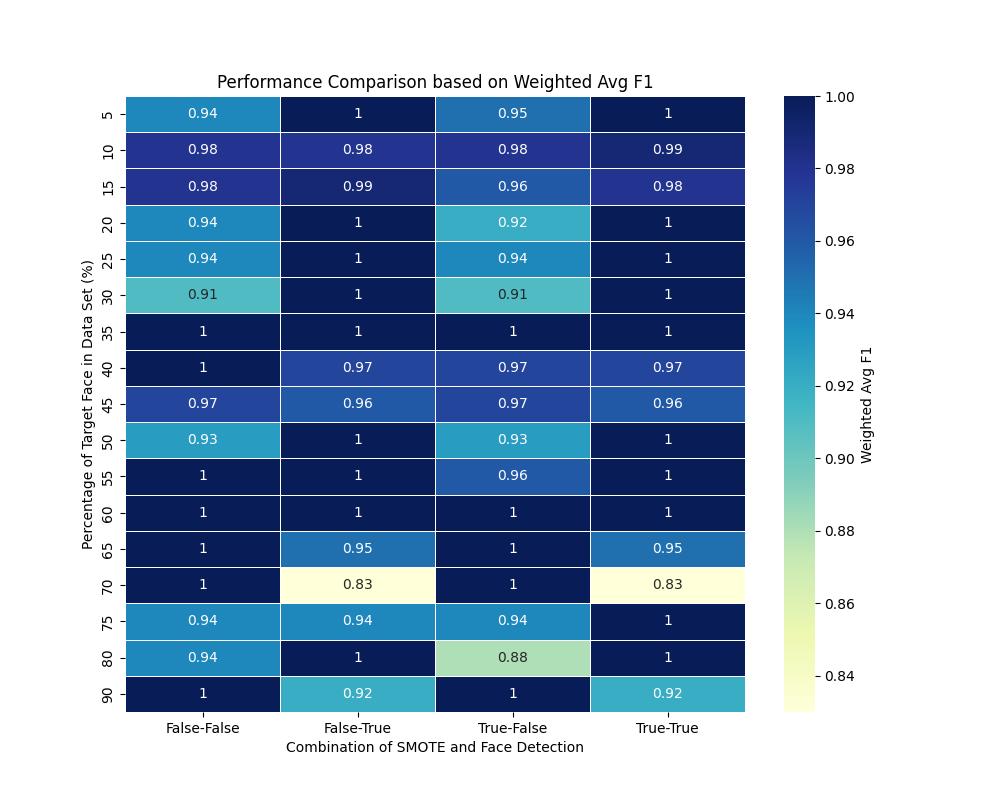 Performance Comparison based on Weighted Avg F1
5 0.94 1 0.95 1
10 0.98 0.98 0.98 0.99
15 0.98 0.99 0.96 0.98
20 0.94 1 0.92 1
25 0.94 1 0.94 1
30 0.91 1 0.91 1
35 1 1 1 1
40 1 0.97 0.97 0.97
45 0.97 0.96 0.97 0.96
50 0.93 1 0.93 1
55 1 1 0.96 1
60 1 1 1 1
65 1 0.95 1 0.95
70 1 0.83 1 0.83
75 0.94 0.94 0.94 1
80 0.94 1 0.88 1
90 1 0.92 1 0.92
False-False False-True True-False True-True
Combination of SMOTE and Face Detection
Percentage of Target Face in Data Set (%)
1.00
0.98
0.96
0.94
0.92
0.90
0.88
0.86
0.84
Weighted Avg F1